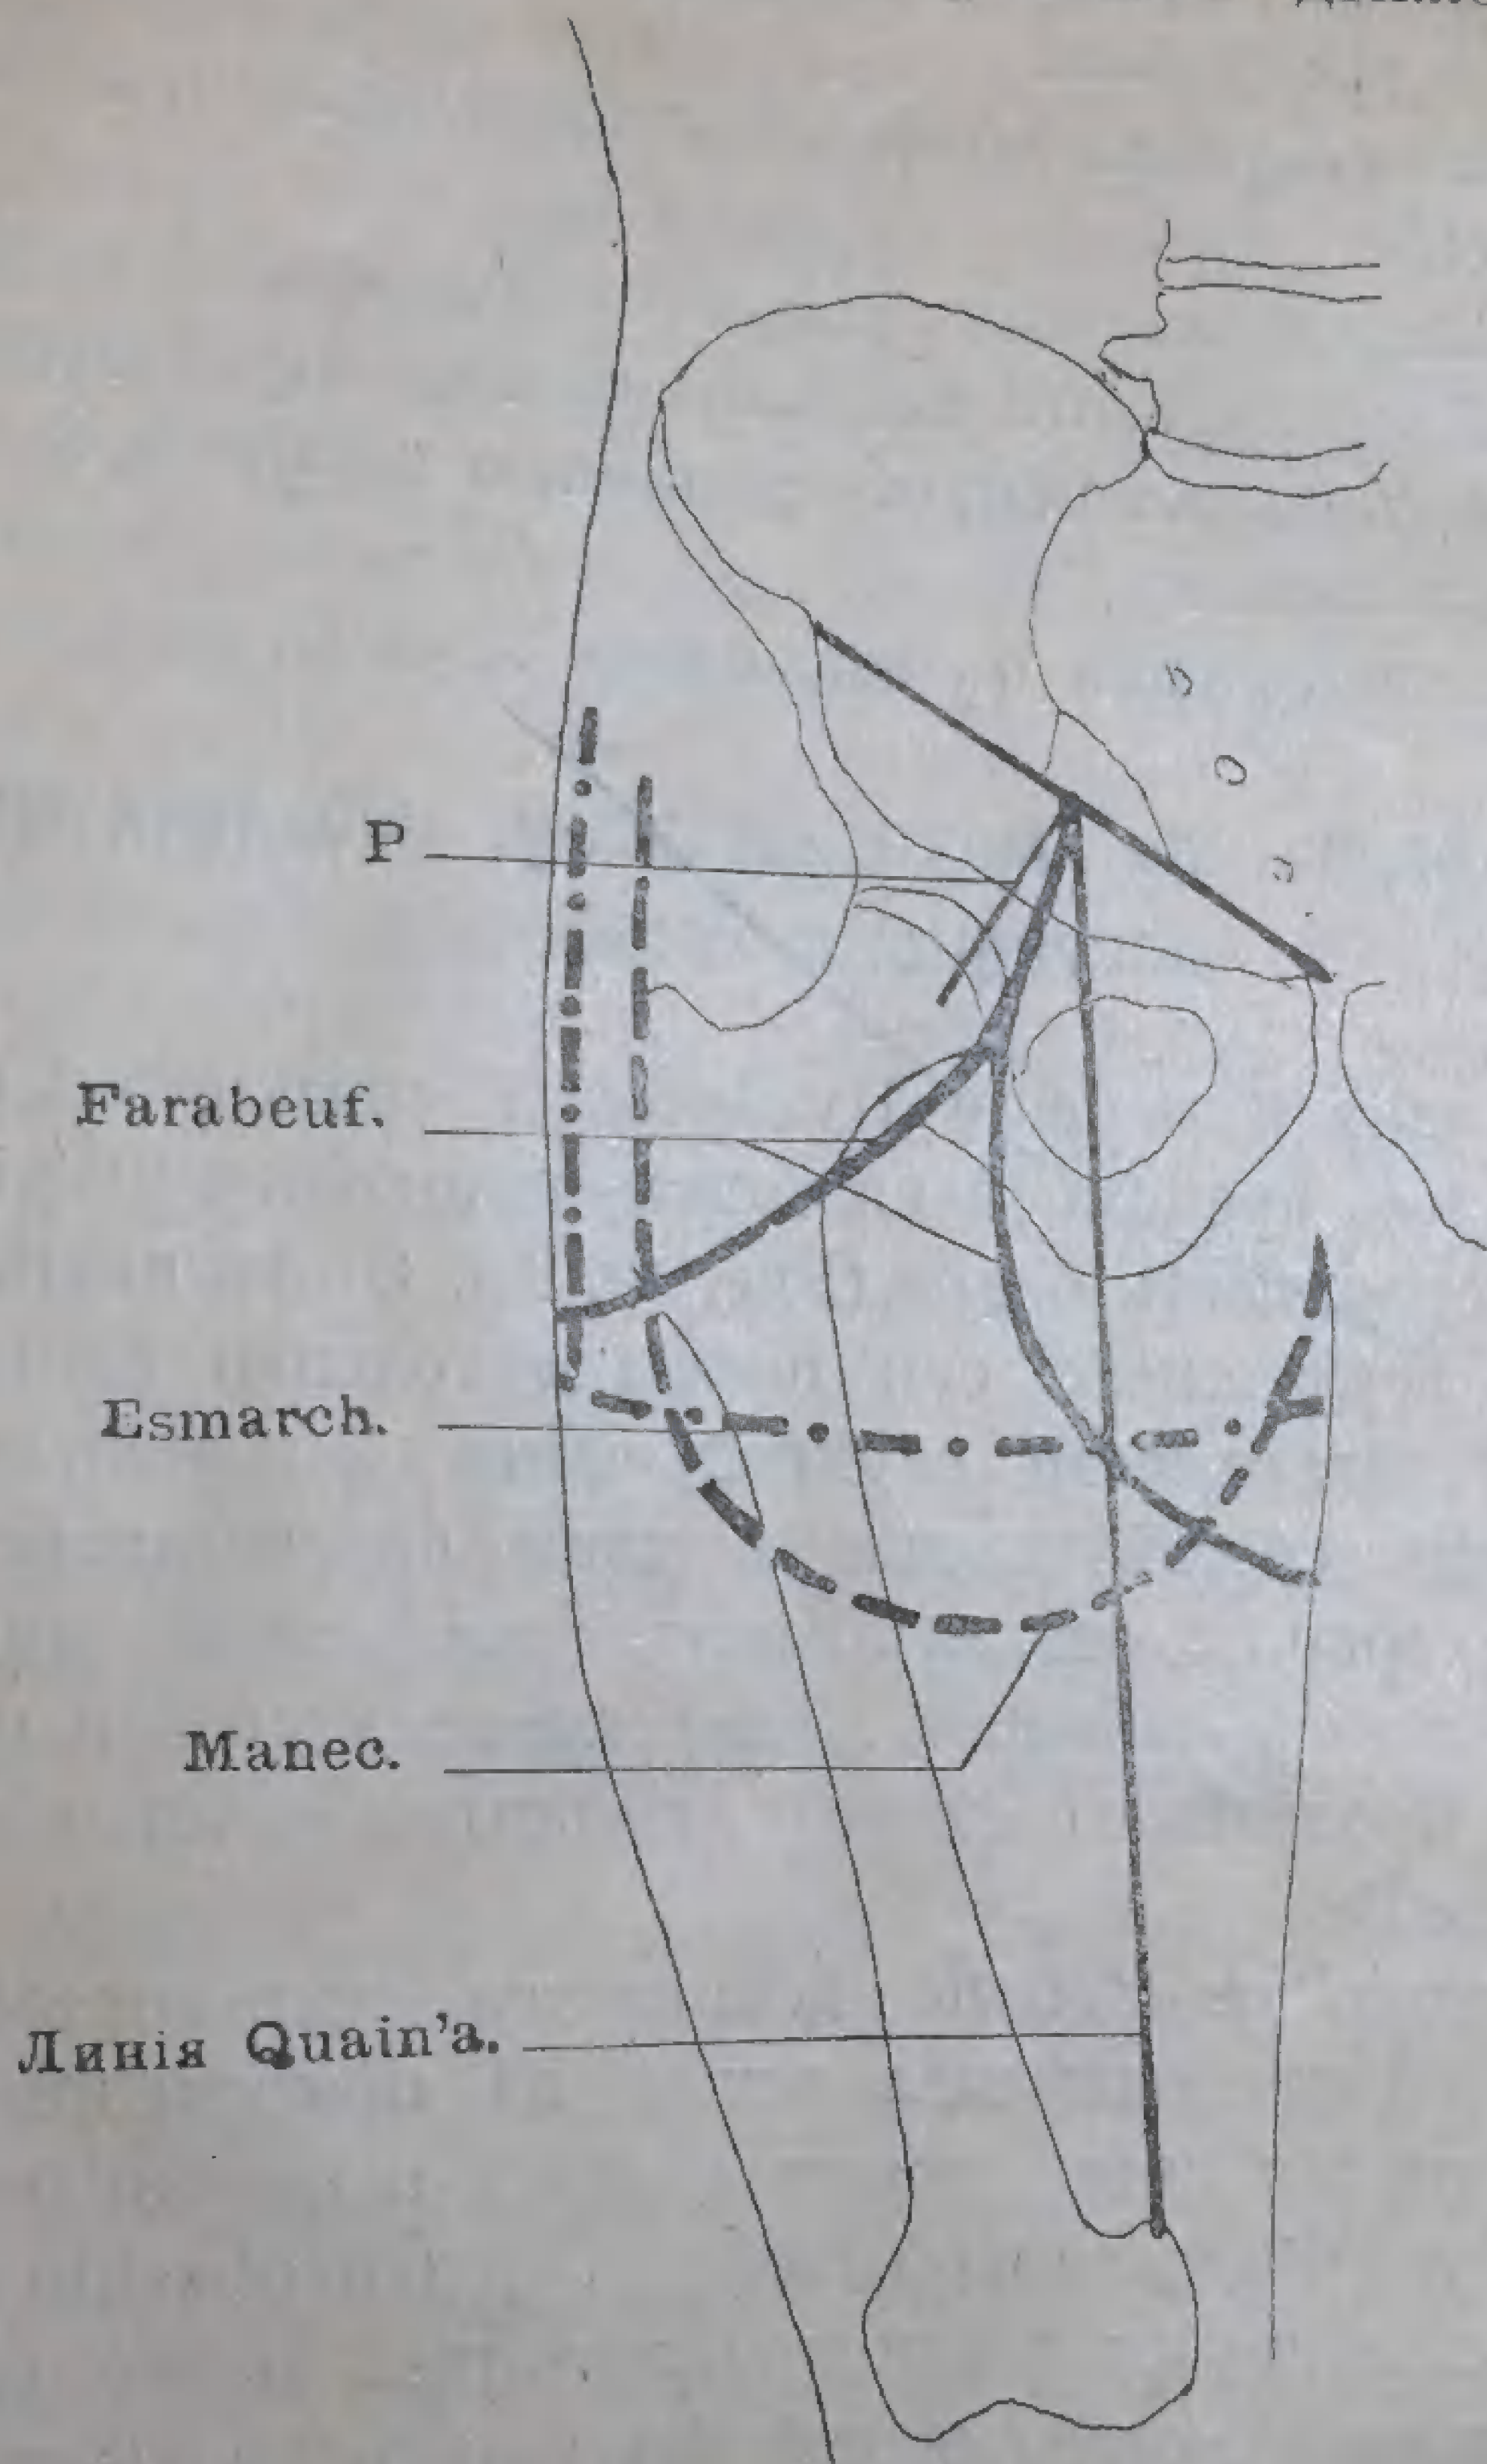 P
Farabeuf.
Esmarch.
Manec.
Линія Quain’a.